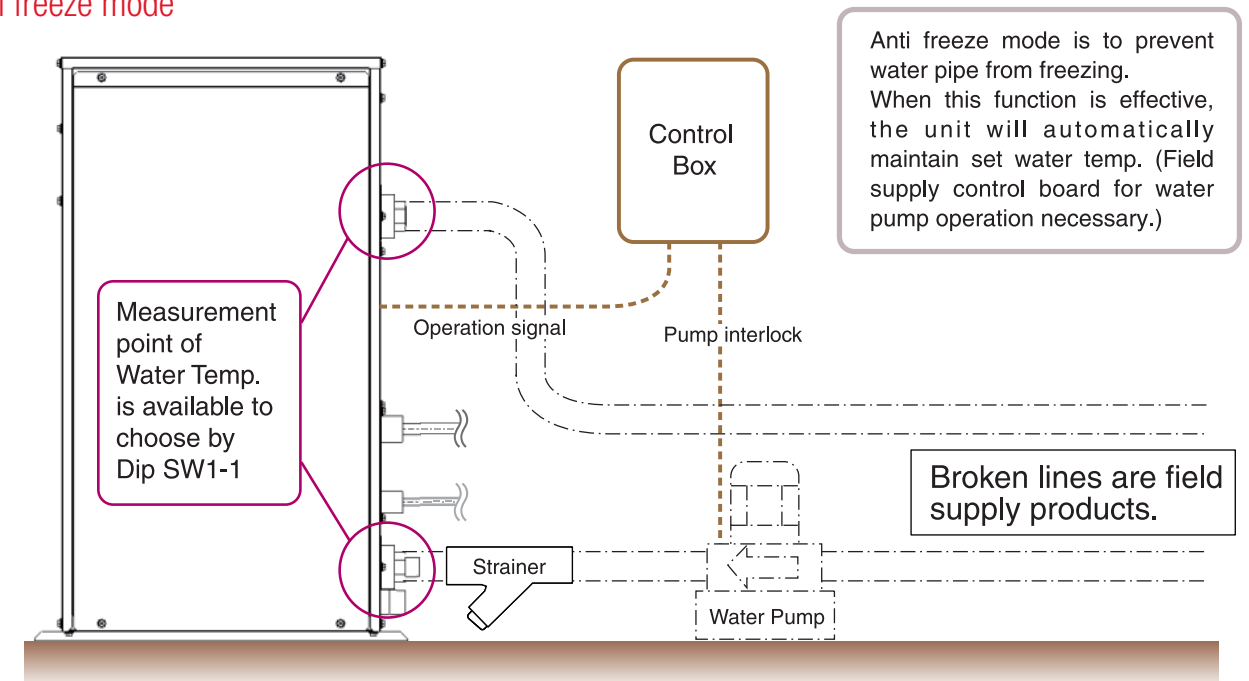 freeze mode
Anti freeze mode is to prevent
water pipe from freezing.
When this function is effective,
the unit will automatically
maintain set water temp. (Field
supply control board for water
pump operation necessary.)
Control
Box
Measurement
point of
Water Temp.
is available to
choose by
Dip SW1-1
Operation signal
Pump interlock
Broken lines are field
supply products.
Strainer
Water Pump